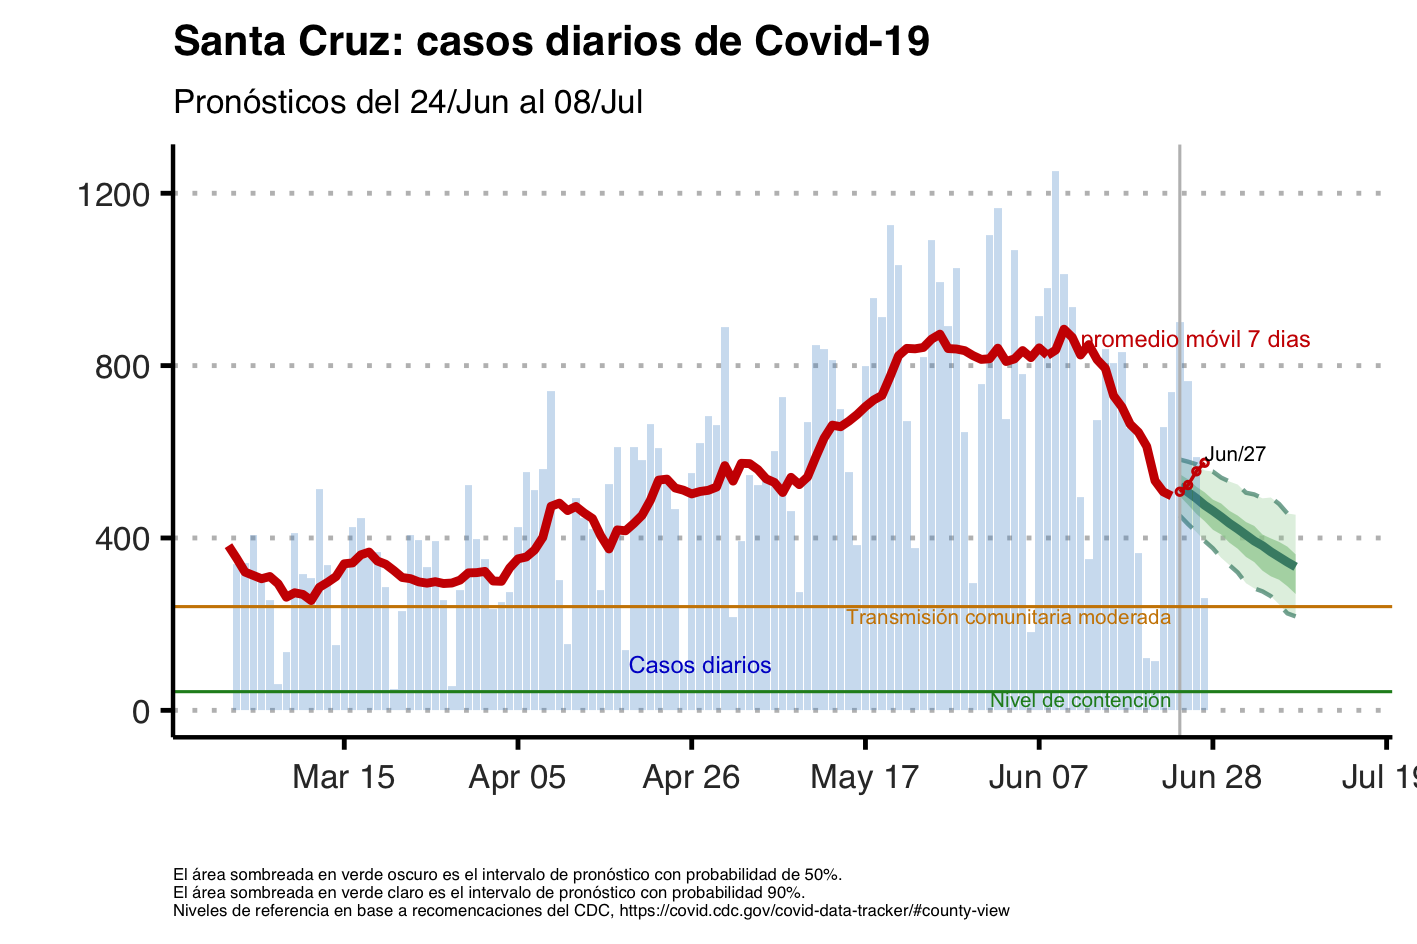 Santa Cruz: casos diarios de Covid-19
Pronósticos del 24/Jun al 08/Jul
1200
800
400
0
promedio móvil 7 dias
Jun/27
Transmisión comunitaria moderada
Casos diarios
Nivel de contención
Mar 15 Apr 05 Apr 26 May 17 Jun 07 Jun 28 Jul 19
El área sombreada en verde oscuro es el intervalo de pronóstico con probabilidad de 50%.
El área sombreada en verde claro es el intervalo de pronóstico con probabilidad 90%.
Niveles de referencia en base a recomencaciones del CDC, https://covid.cdc.gov/covid-data-tracker/#county-view